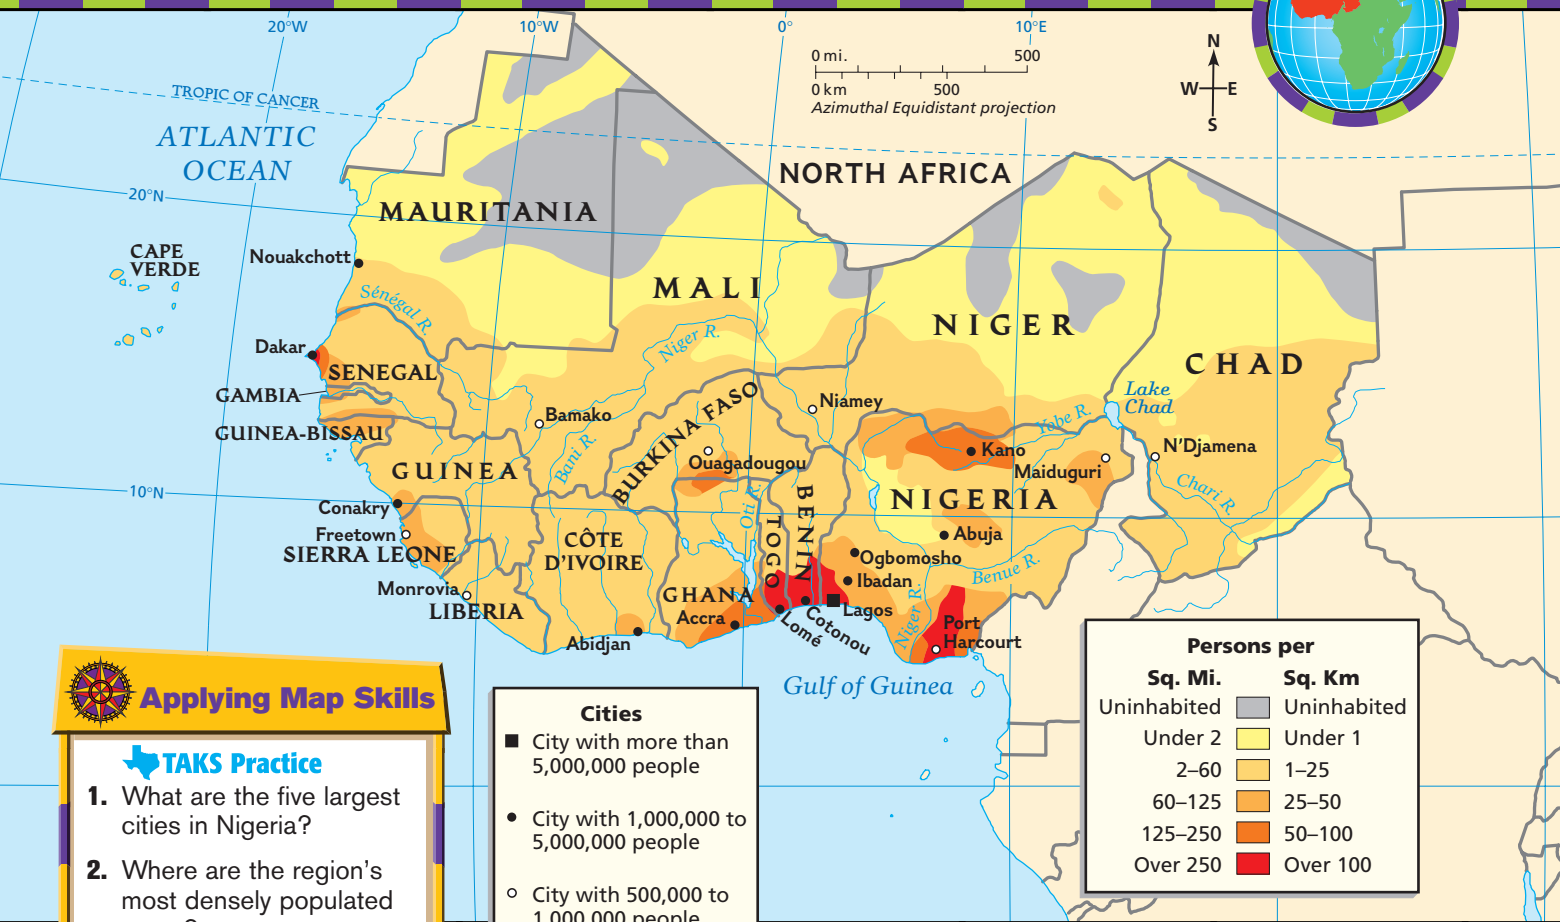 20°W
10°W
0°
10°E
0 mi.
500
0 km
500
Azimuthal Equidistant projection
N
W
E
S
TROPIC OF CANCER
ATLANTIC
OCEAN
NORTH AFRICA
20°N
MAURITANIA
CAPE
VERDE
Nouakchott
MALI
Sénégal R.
NIGER
Niger R.
Dakar
SENEGAL
CHAD
GAMBIA
Lake
Chad
Niamey
Bamako
BURKINA FASO
Yobe R.
GUINEA-BISSAU
Kano
N'Djamena
Bani R.
Ouagadougou
Maiduguri
GUINEA
10°N
Oti R.
BENIN
NIGERIA
Chari R.
Conakry
Freetown
SIERRA LEONE
CÔTE
D'IVOIRE
TOGO
Abuja
Ogbomosho
Benue R.
Ibadan
Monrovia
LIBERIA
GHANA
Accra
Lagos
Niger R.
Abidjan
Lomé
Cotonou
Port
Harcourt
Gulf of Guinea
Applying Map Skills
TAKS Practice
1. What are the five largest
cities in Nigeria?
2. Where are the region's
most densely populated
Cities
City with more than
5,000,000 people
City with 1,000,000 to
5,000,000 people
City with 500,000 to
1,000,000 people
Persons per
Sq. Mi. Sq. Km
Uninhabited Uninhabited
Under 2 Under 1
2–60 1–25
60–125 25–50
125–250 50–100
Over 250 Over 100